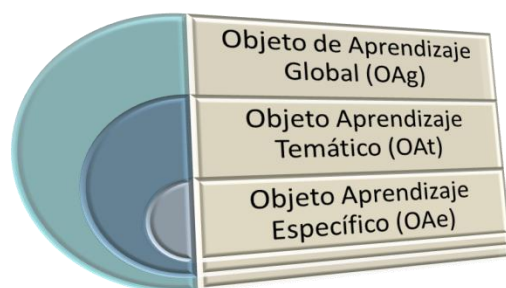 Objeto de Aprendizaje
Global (OAg)
Objeto Aprendizaje
Temático (OAt)
Objeto Aprendizaje
Específico (OAe)